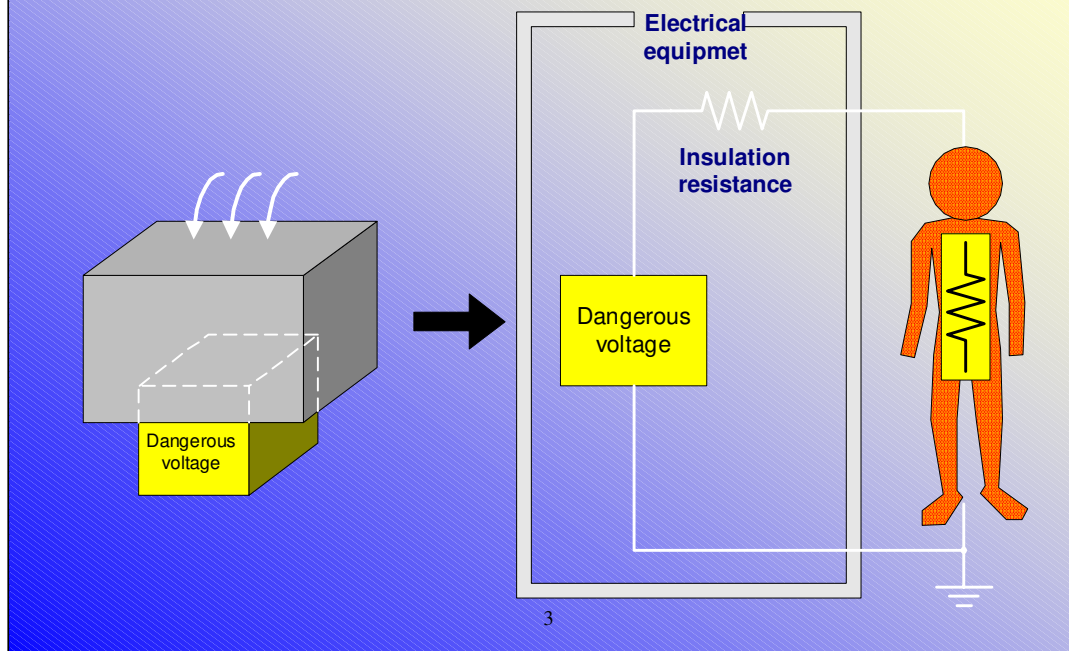 Electrical
equipmet
Insulation
resistance
Dangerous
voltage
Dangerous
voltage
3